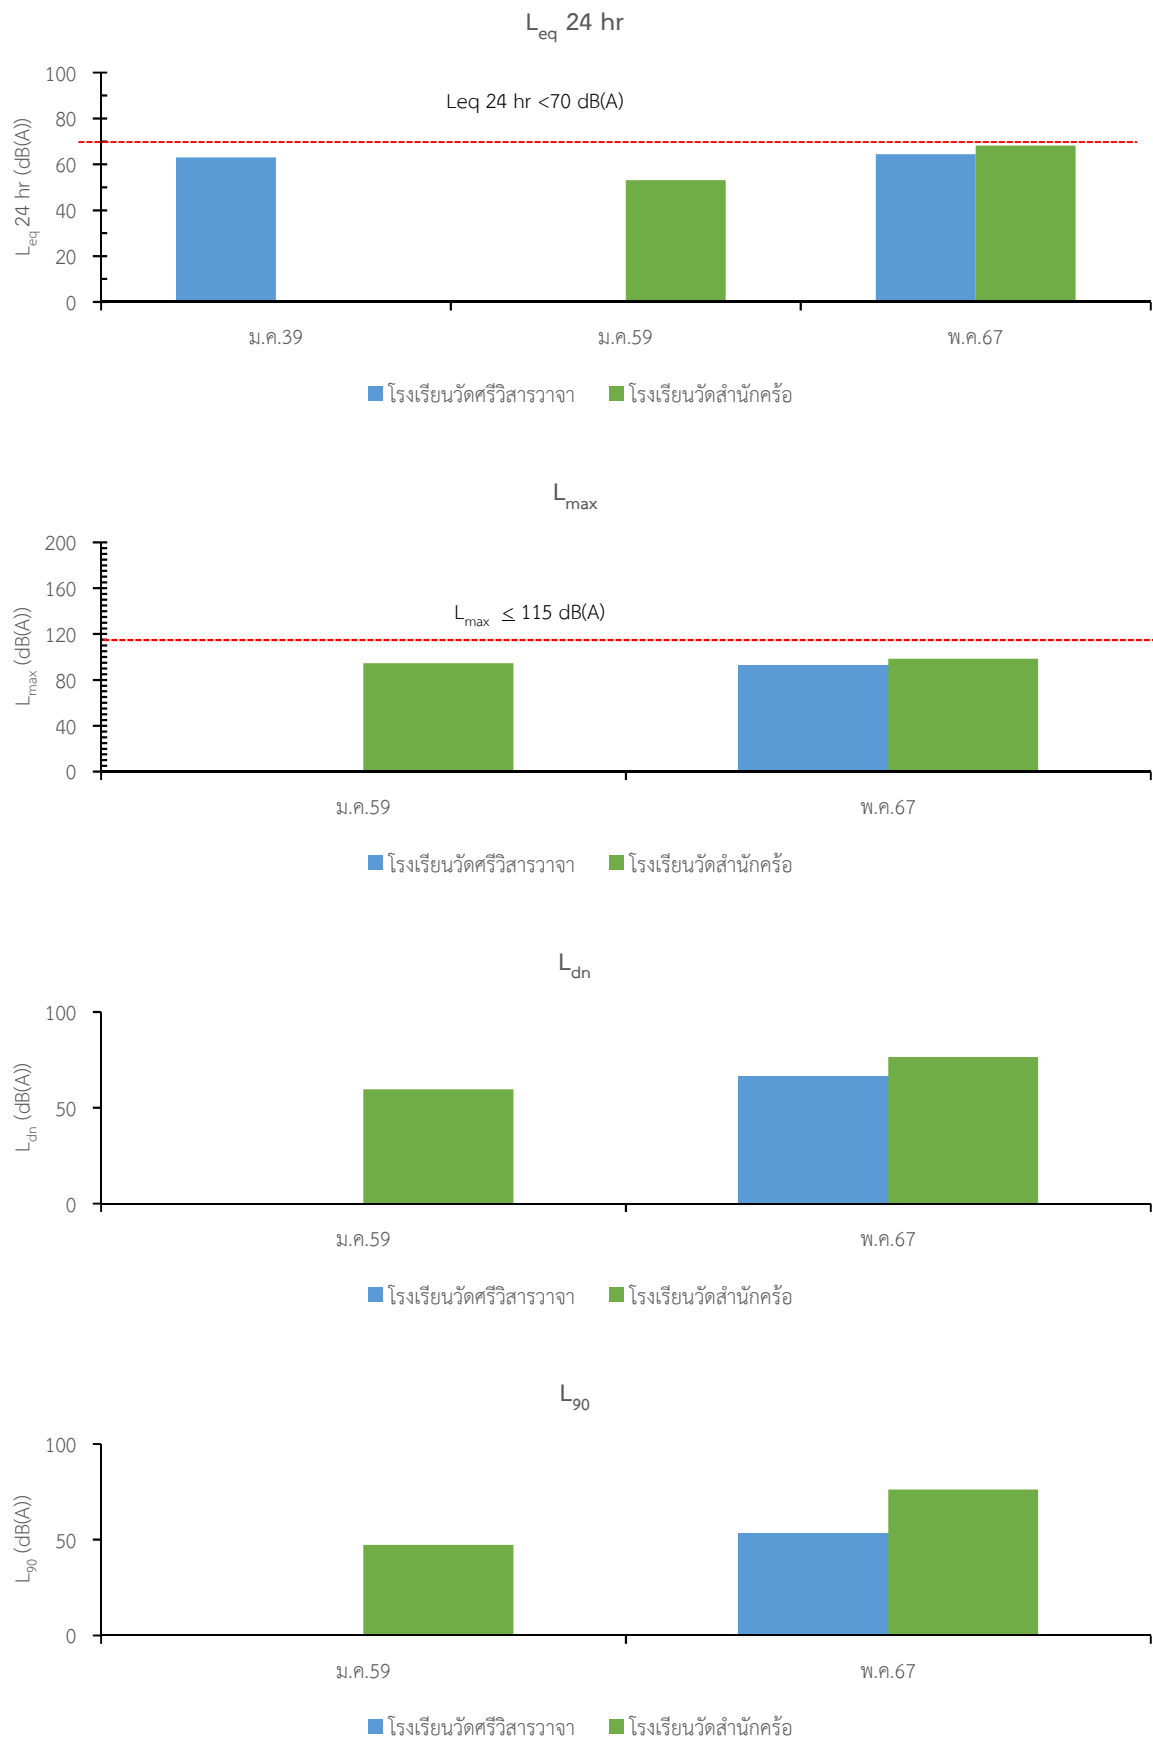 Leq 24 hr
Leq 24 hr (dB(A))
100
80
60
40
20
0
Leq 24 hr <70 dB(A)
ม.ค.39 ม.ค.59 พ.ค.67
โรงเรียนวัดศรีวิสารวาจา โรงเรียนวัดสำนักคร้อ
Lmax
Lmax (dB(A))
200
160
120
80
40
0
Lmax ≤ 115 dB(A)
ม.ค.59 พ.ค.67
โรงเรียนวัดศรีวิสารวาจา โรงเรียนวัดสำนักคร้อ
Ldn
Ldn (dB(A))
100
50
0
ม.ค.59 พ.ค.67
โรงเรียนวัดศรีวิสารวาจา โรงเรียนวัดสำนักคร้อ
L90
L90 (dB(A))
100
50
0
ม.ค.59 พ.ค.67
โรงเรียนวัดศรีวิสารวาจา โรงเรียนวัดสำนักคร้อ